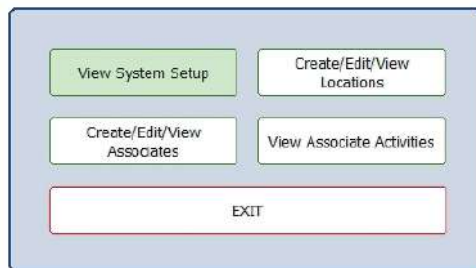 View System Setup
Create/Edit/View
Locations
Create/Edit/View
Associates
View Associate Activities
EXIT